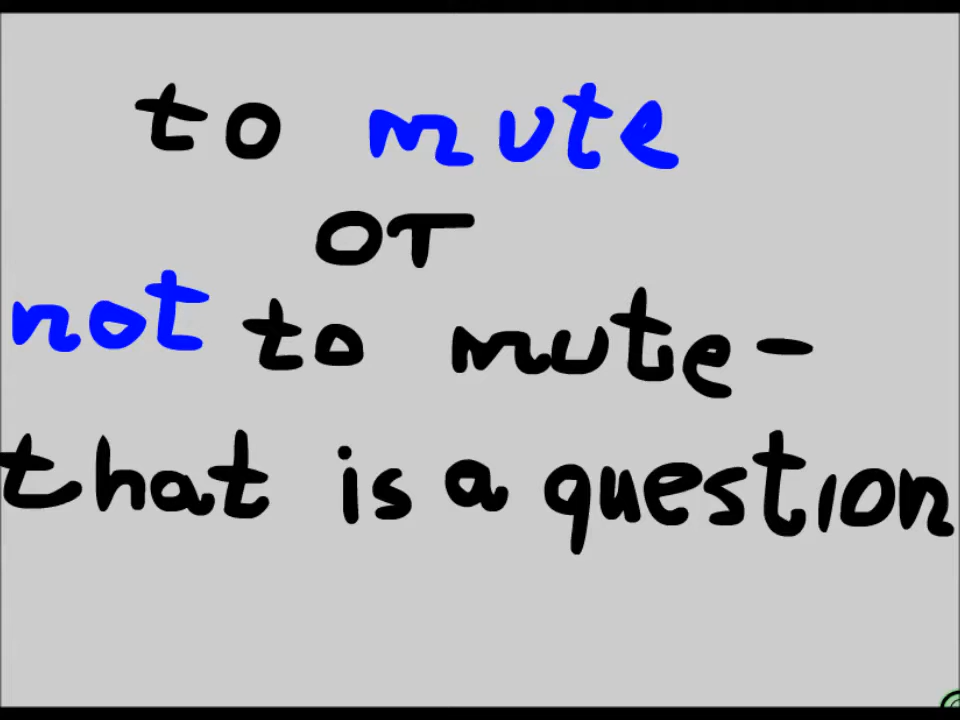 to mute
or
not to mute -
that is a question